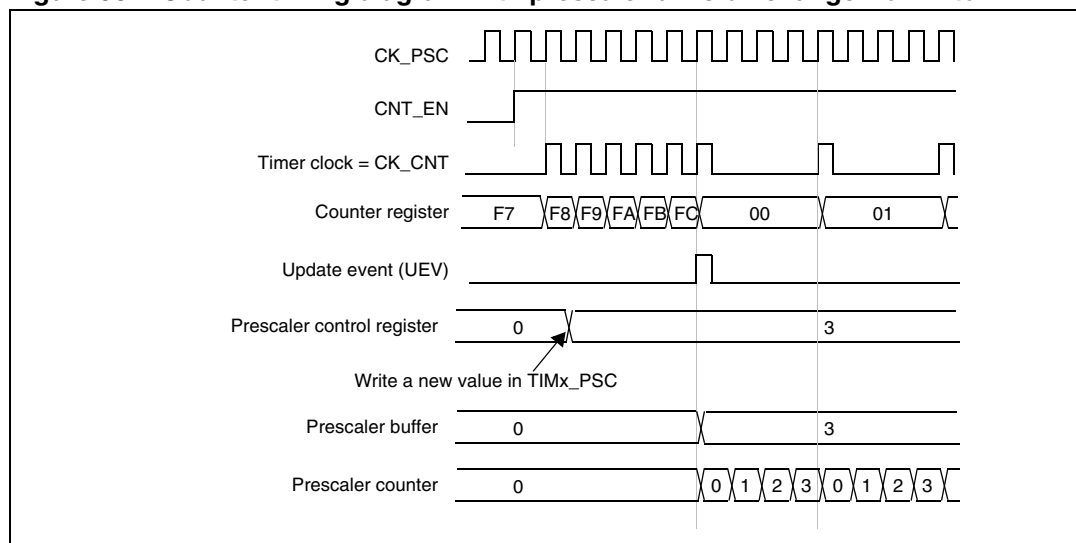 CK_PSC
CNT_EN
Timer clock = CK_CNT
Counter register F7 F8 F9 FA FB FC 00 01
Update event (UEV)
Prescaler control register 0 3
Write a new value in TIMx_PSC
Prescaler buffer 0 3
Prescaler counter 0 0 1 2 3 0 1 2 3